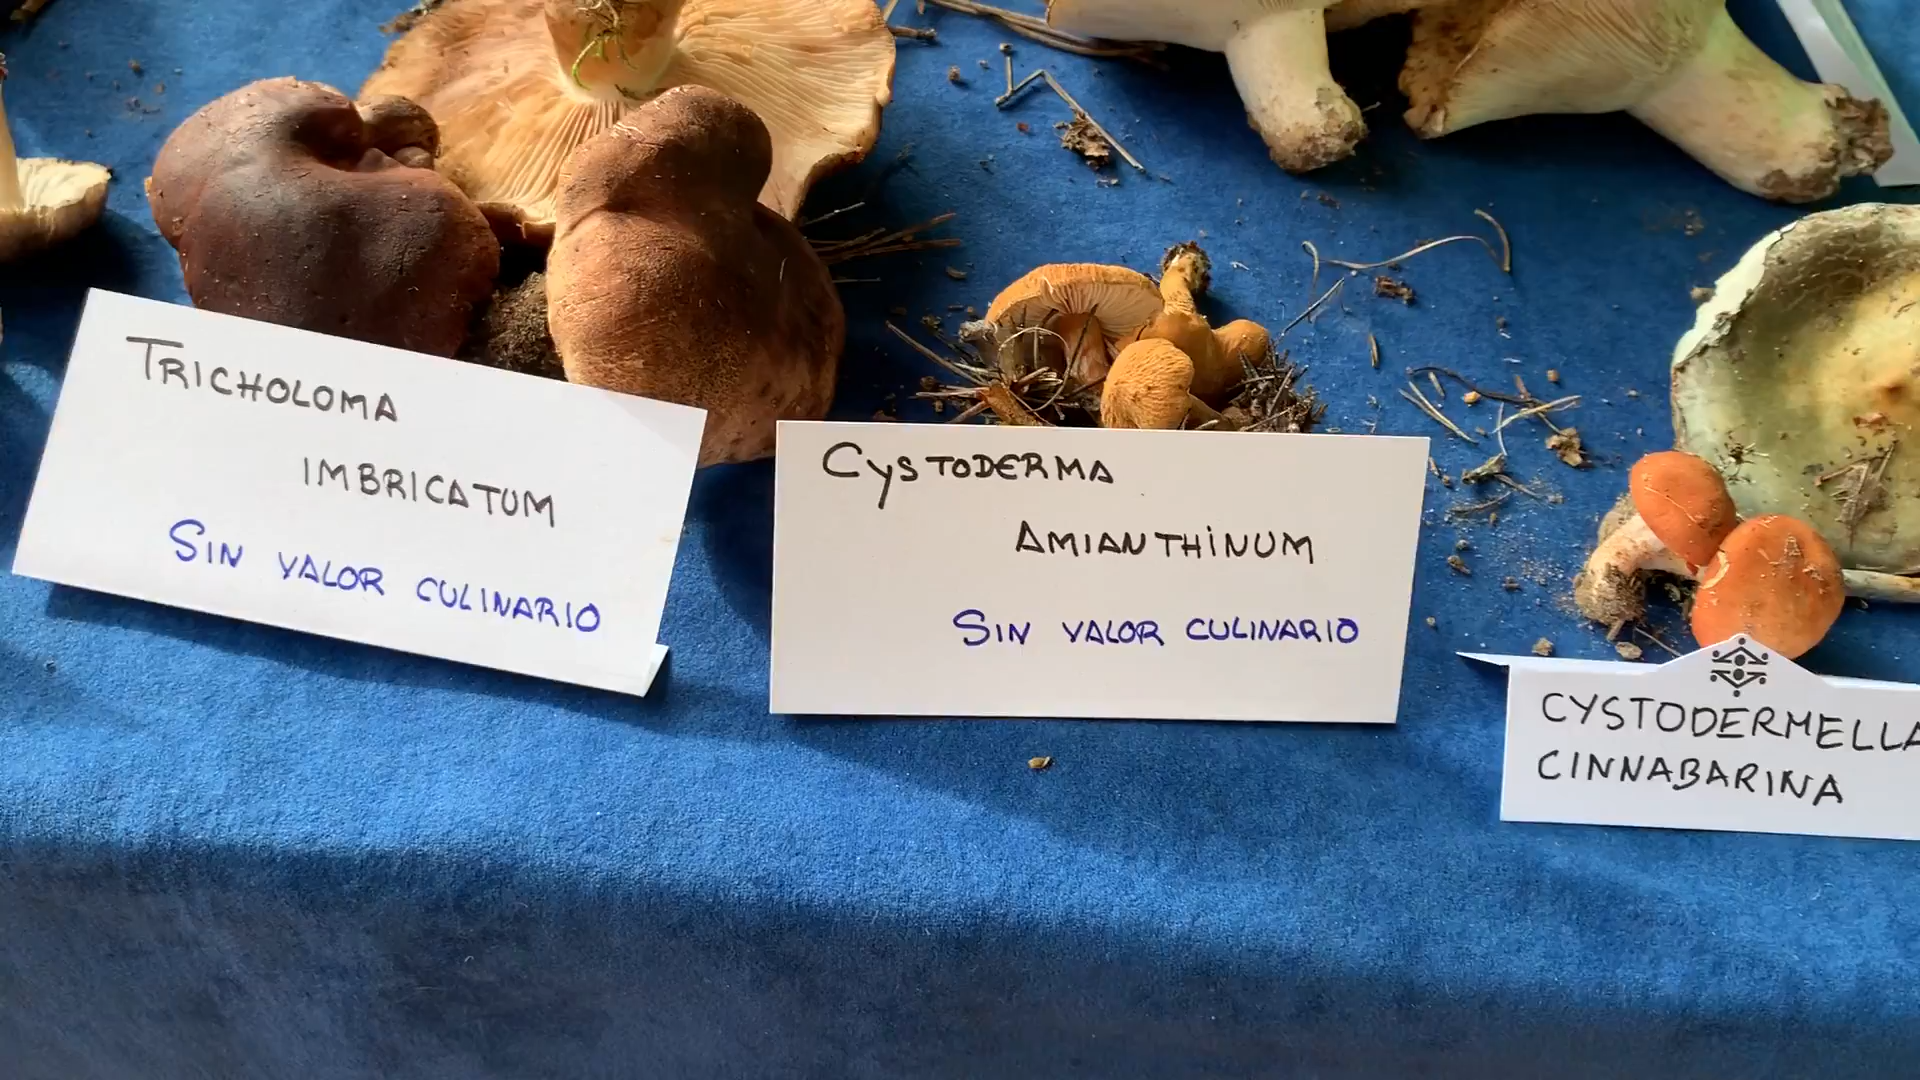 TRICHOLOMA
IMBRICATUM
SIN VALOR CULINARIO
CYSTODERMA
AMIANTHINUM
SIN VALOR CULINARIO
CYSTODERMELLA
CINNABARINA